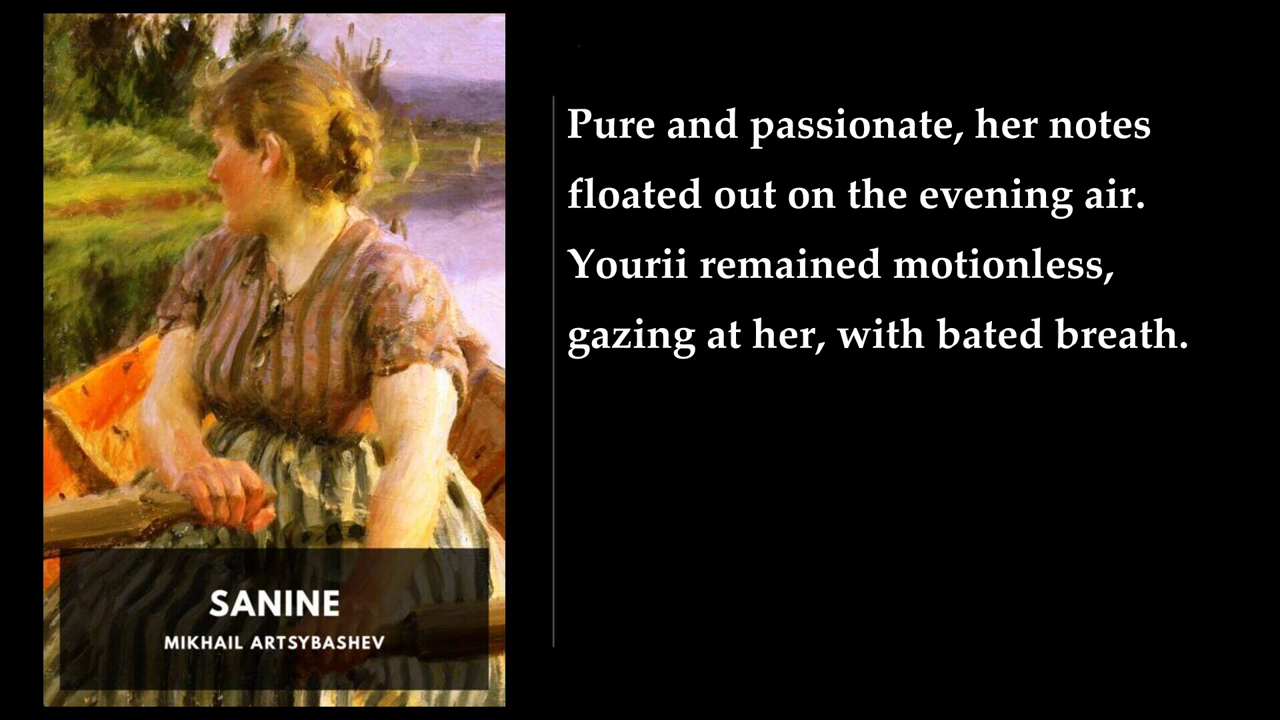 SANINE
MIKHAIL ARTSYBASHEV
Pure and passionate, her notes
floated out on the evening air.
Yourii remained motionless,
gazing at her, with bated breath.